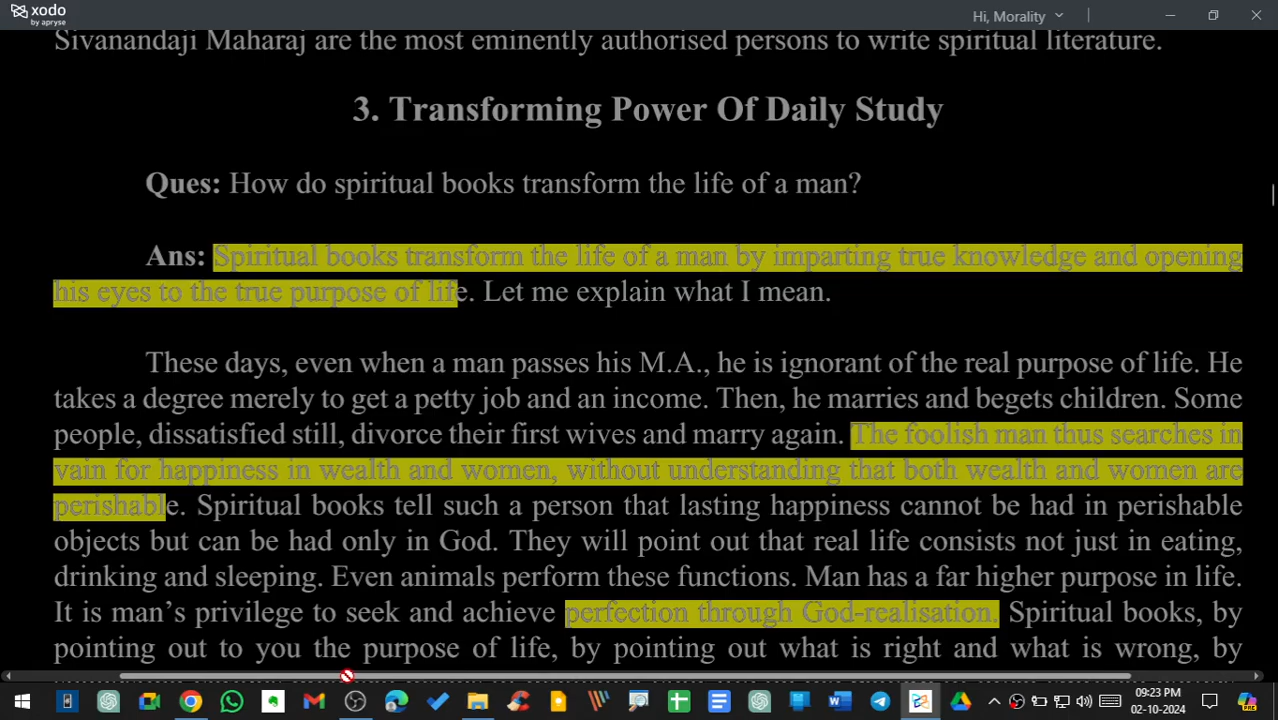 xodo
by apryse
Hi, Morality
Sivanandaji Maharaj are the most eminently authorised persons to write spiritual literature.
3. Transforming Power Of Daily Study
Ques: How do spiritual books transform the life of a man?
Ans: Spiritual books transform the life of a man by imparting true knowledge and opening
his eyes to the true purpose of life. Let me explain what I mean.
These days, even when a man passes his M.A., he is ignorant of the real purpose of life. He
takes a degree merely to get a petty job and an income. Then, he marries and begets children. Some
people, dissatisfied still, divorce their first wives and marry again. The foolish man thus searches in
vain for happiness in wealth and women, without understanding that both wealth and women are
perishable. Spiritual books tell such a person that lasting happiness cannot be had in perishable
objects but can be had only in God. They will point out that real life consists not just in eating,
drinking and sleeping. Even animals perform these functions. Man has a far higher purpose in life.
It is man’s privilege to seek and achieve perfection through God-realisation. Spiritual books, by
pointing out to you the purpose of life, by pointing out what is right and what is wrong, by
09:23 PM
02-10-2024